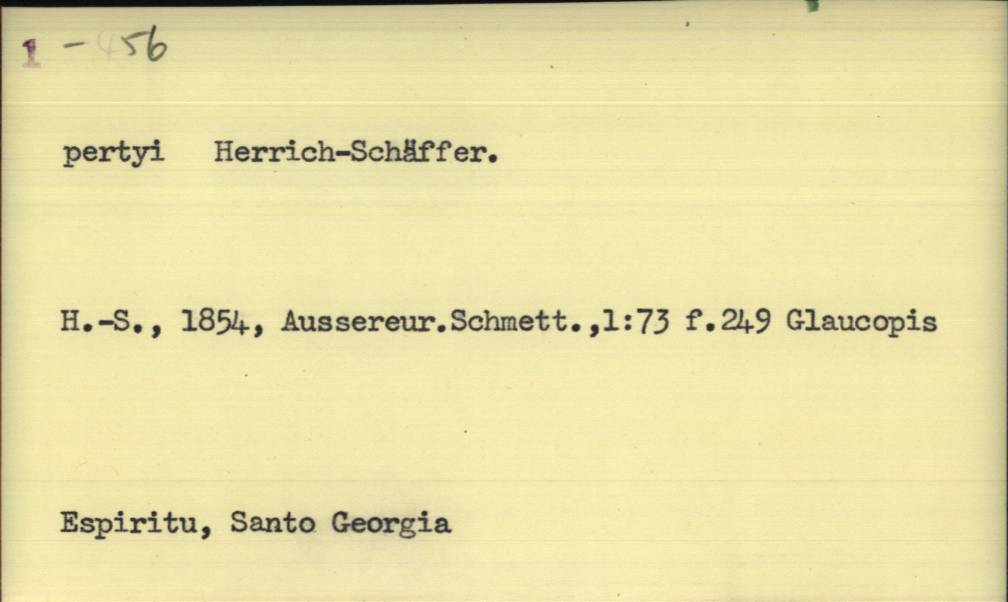 1 - 456
pertyi Herrich-Schäffer.
H.-S., 1854, Aussereur.Schmett.,1:73 f.249 Glaucopis
Espiritu, Santo Georgia